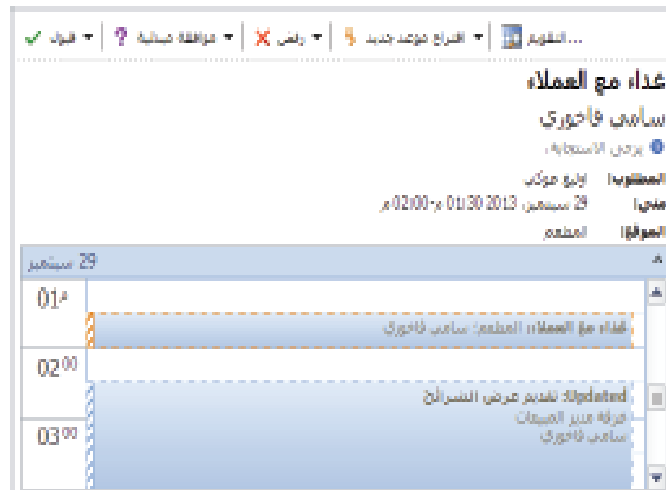 قبول موافقة مبدئية رفض اقتراح موعد جديد التقويم...
غداء مع العملاء
سامي فاخوري
يرجى الاستجابة.
المطلوب:
متى: 29 سبتمبر، 2013 01:30 م-02:00 م
الموقع: المطعم
29 سبتمبر
01 م
غداء مع العملاء؛ المطعم؛ سامي فاخوري
02 00
Updated: تقديم عرض الشرائح
غرفة مدير المبيعات
03 00
سامي فاخوري